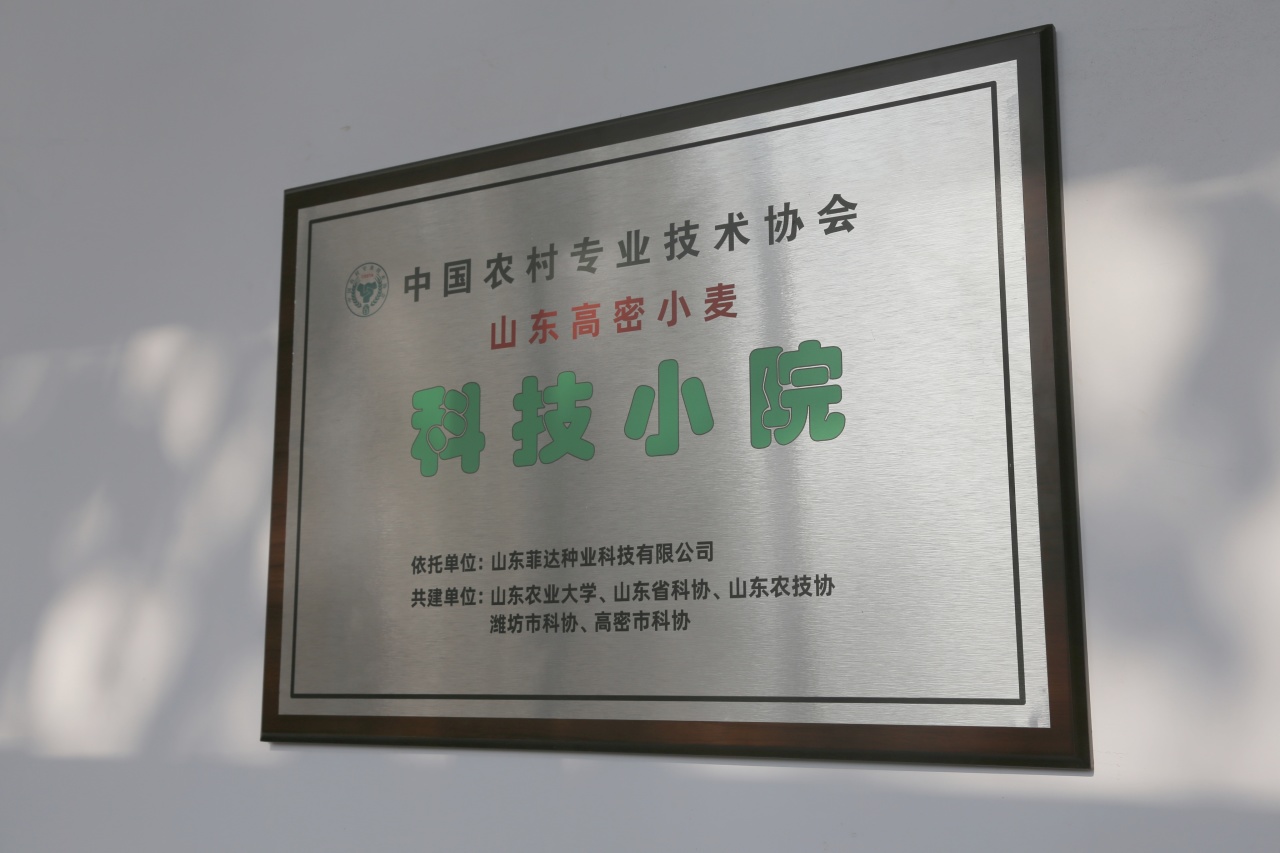 中国农村专业技术协会
山东高密小麦
科技小院
依托单位：山东菲达种业科技有限公司
共建单位：山东农业大学、山东省科协、山东农技协
潍坊市科协、高密市科协